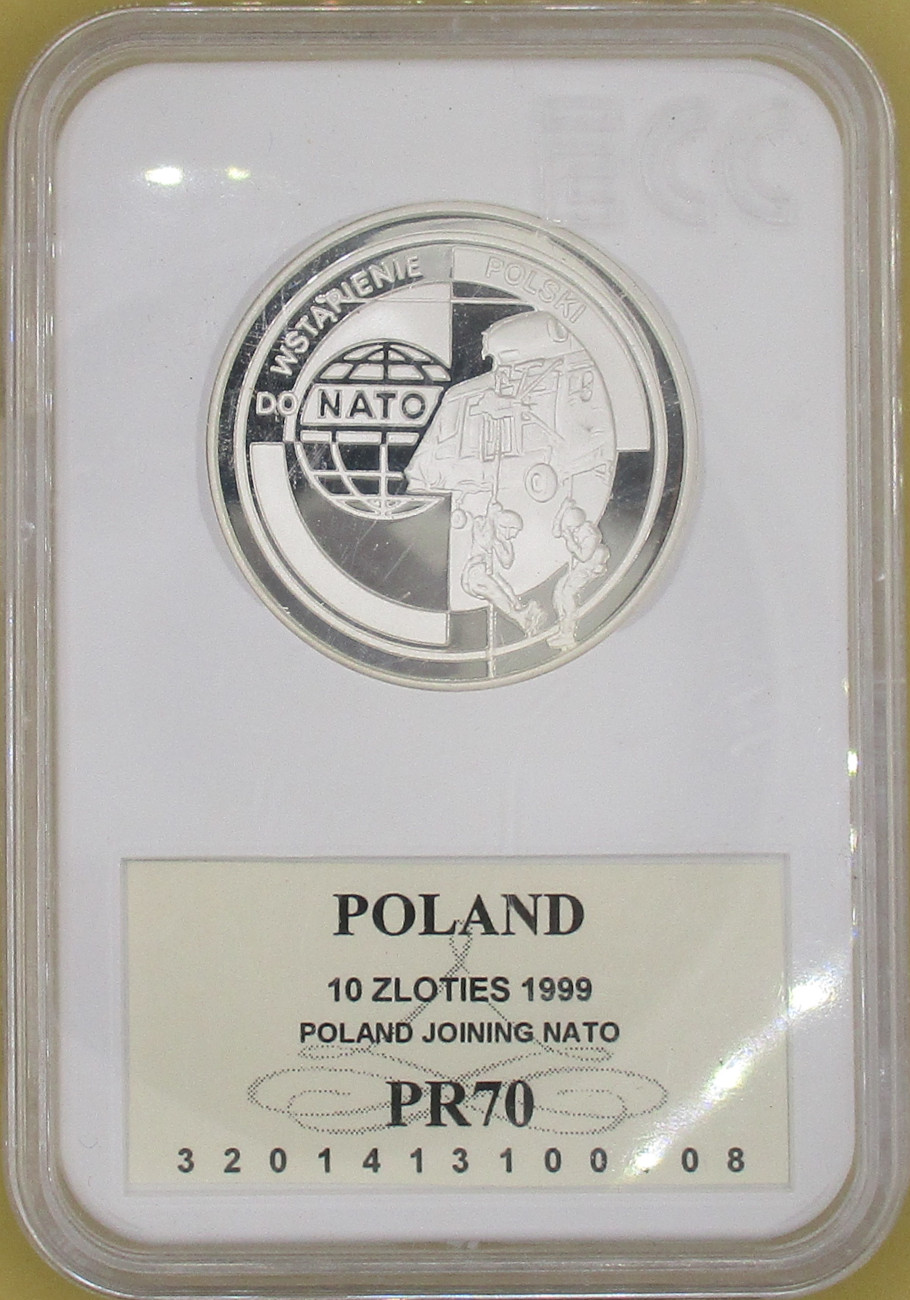 WSTĄPIENIE POLSKI
DO NATO
POLAND
10 ZLOTIES 1999
POLAND JOINING NATO
PR70